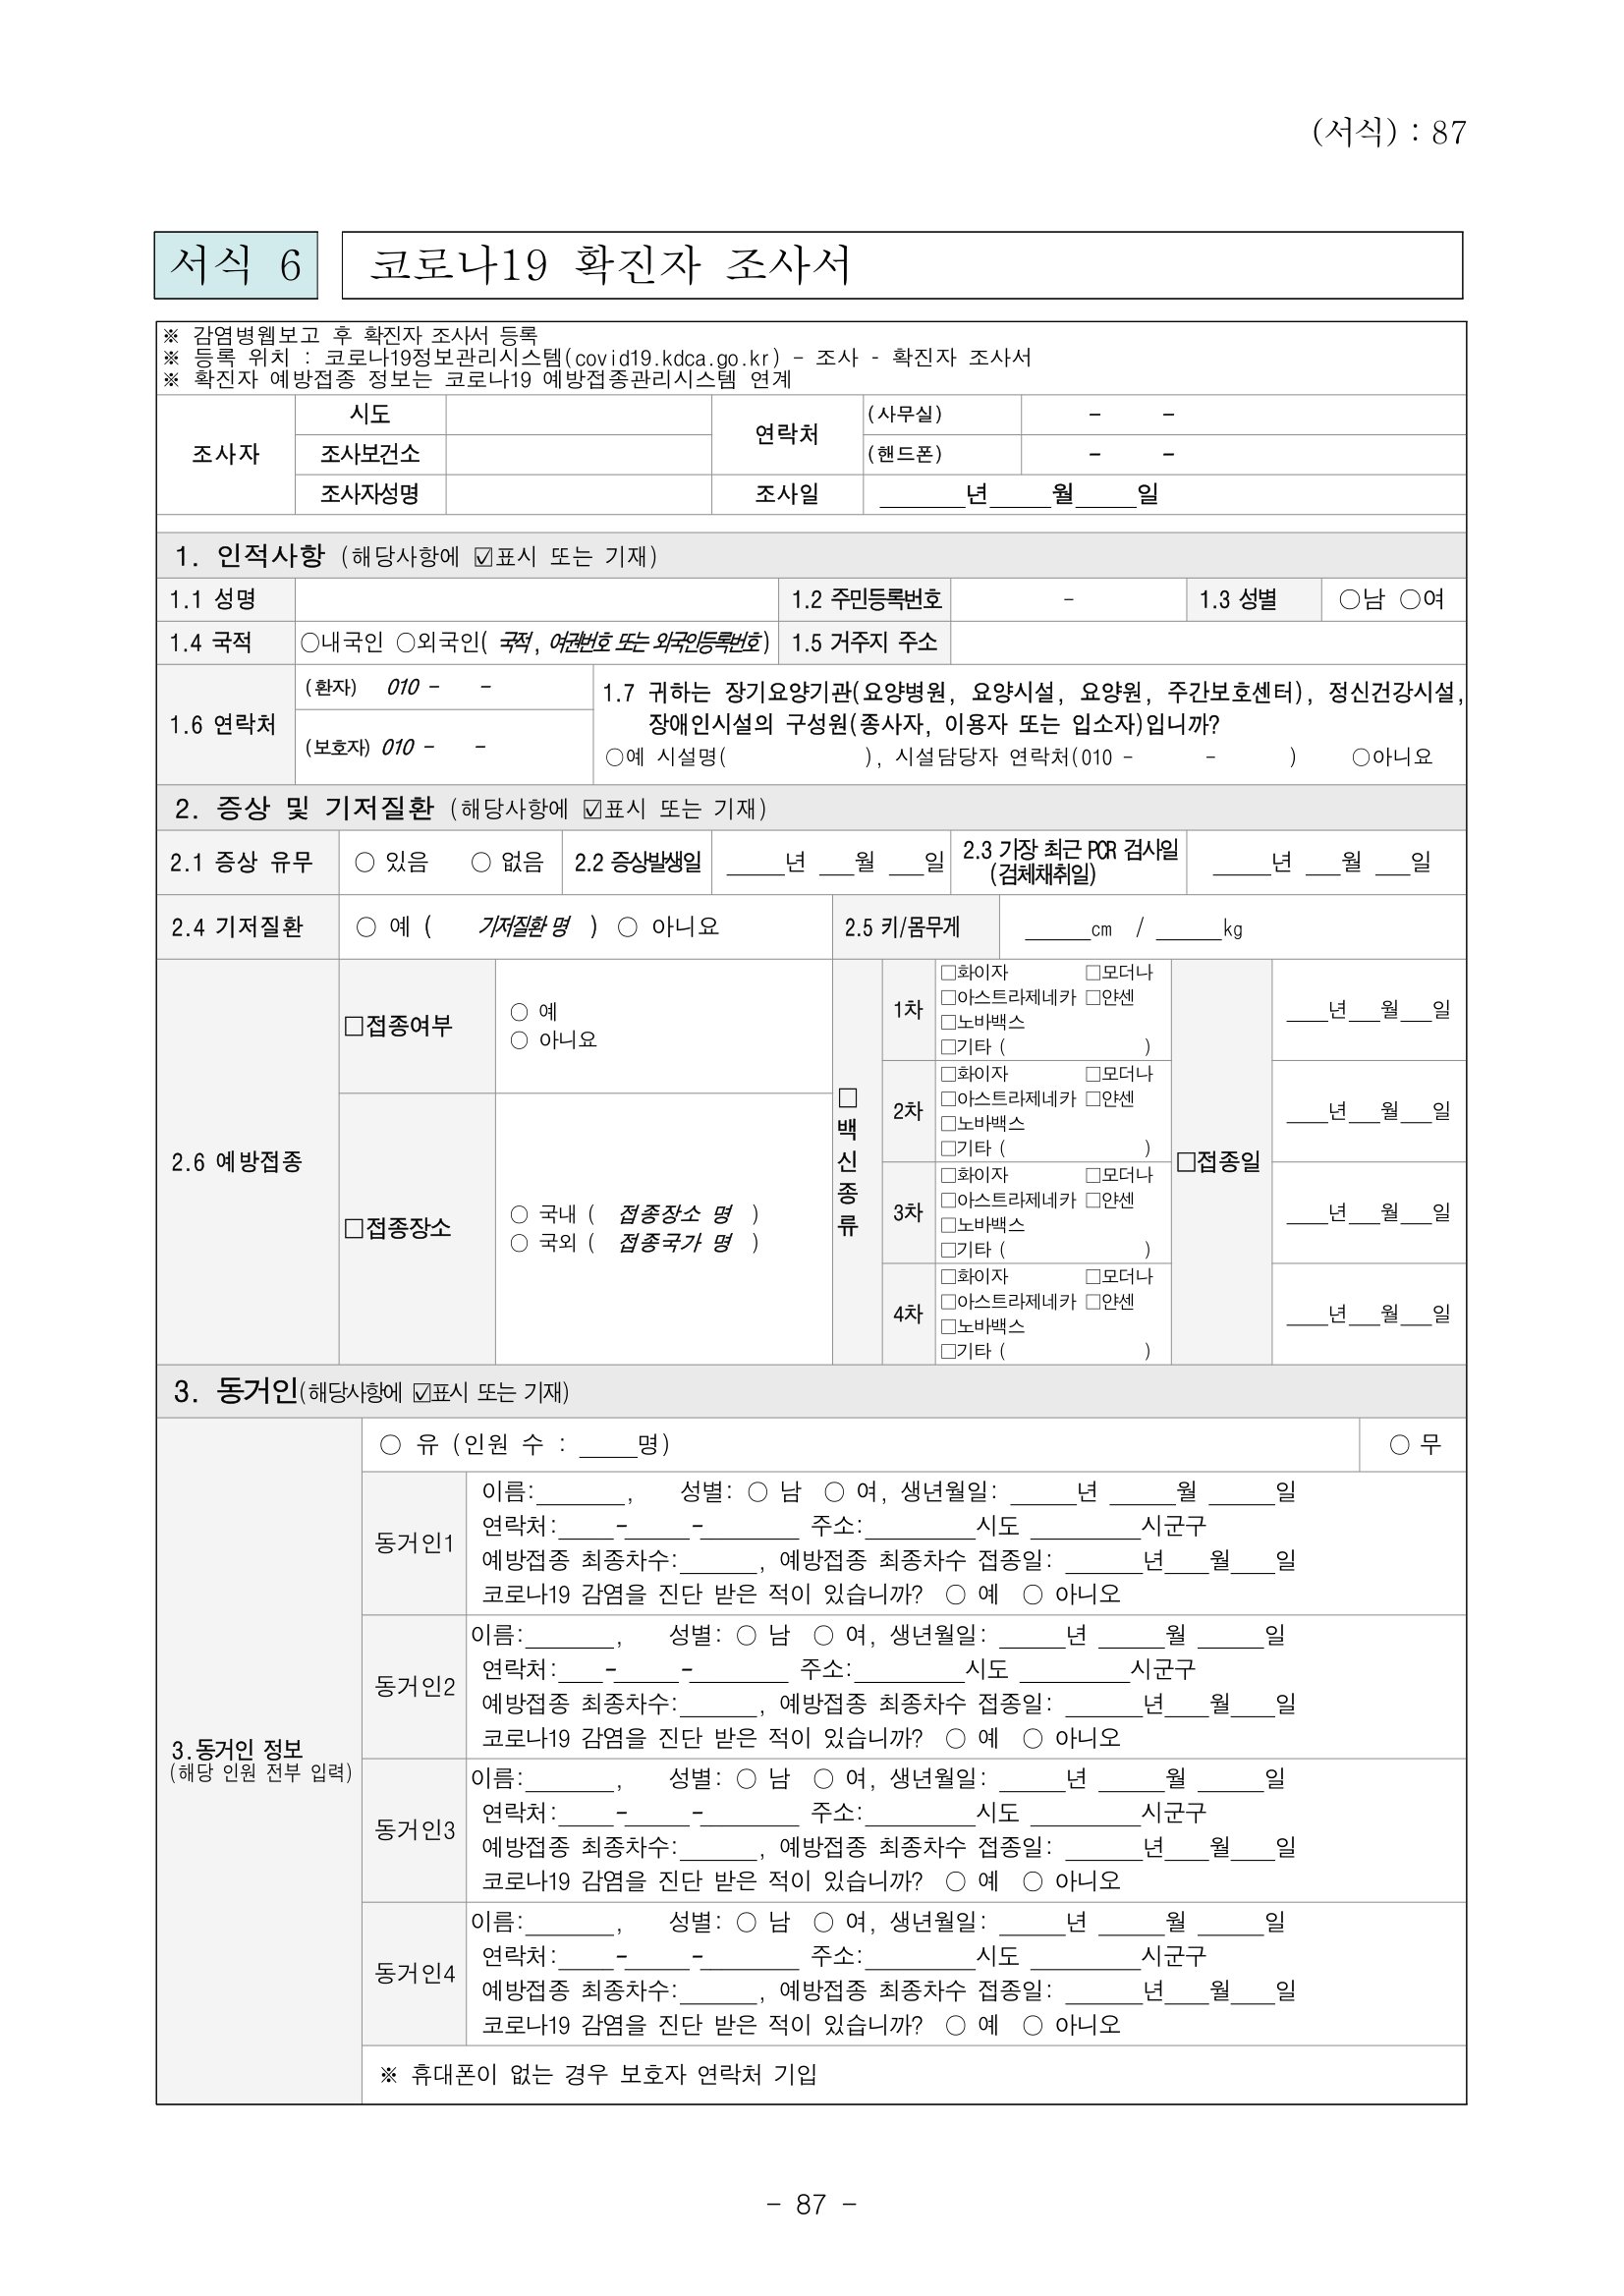 (서식) : 87
서식 6
코로나19 확진자 조사서
※ 감염병웹보고 후 확진자 조사서 등록
※ 등록 위치 : 코로나19정보관리시스템(covid19.kdca.go.kr) - 조사 - 확진자 조사서
※ 확진자 예방접종 정보는 코로나19 예방접종관리시스템 연계
조사자
시도
연락처
(사무실) - -
조사보건소
(핸드폰) - -
조사자성명
조사일
____년____월____일
1. 인적사항 (해당사항에 ☑표시 또는 기재)
1.1 성명
1.2 주민등록번호 -
1.3 성별
○남 ○여
1.4 국적
○내국인 ○외국인( 국적, 여권번호 또는 외국인등록번호)
1.5 거주지 주소
1.6 연락처
(환자) 010 - -
(보호자) 010 - -
1.7 귀하는 장기요양기관(요양병원, 요양시설, 요양원, 주간보호센터), 정신건강시설,
장애인시설의 구성원(종사자, 이용자 또는 입소자)입니까?
○예 시설명( ), 시설담당자 연락처(010 - - ) ○아니요
2. 증상 및 기저질환 (해당사항에 ☑표시 또는 기재)
2.1 증상 유무
○ 있음 ○ 없음
2.2 증상발생일
____년 ___월 ___일
2.3 가장 최근 PCR 검사일
(검체채취일)
____년 ___월 ___일
2.4 기저질환
○ 예 ( 기저질환 명 ) ○ 아니요
2.5 키/몸무게
_____cm / _____kg
2.6 예방접종
□접종여부
○ 예
○ 아니요
□접종장소
○ 국내 ( 접종장소 명 )
○ 국외 ( 접종국가 명 )
□
백
신
종
류
1차
□화이자 □모더나
□아스트라제네카 □얀센
□노바백스
□기타 ( )
2차
□화이자 □모더나
□아스트라제네카 □얀센
□노바백스
□기타 ( )
3차
□화이자 □모더나
□아스트라제네카 □얀센
□노바백스
□기타 ( )
4차
□화이자 □모더나
□아스트라제네카 □얀센
□노바백스
□기타 ( )
□접종일
___년___월___일
___년___월___일
___년___월___일
___년___월___일
3. 동거인(해당사항에 ☑표시 또는 기재)
3.동거인 정보
(해당 인원 전부 입력)
○ 유 (인원 수 : ____명)
○ 무
동거인1
이름:______, 성별: ○ 남 ○ 여, 생년월일: ____년 ____월 ____일
연락처:____-____-______ 주소:________시도 ________시군구
예방접종 최종차수:_____, 예방접종 최종차수 접종일: _____년___월___일
코로나19 감염을 진단 받은 적이 있습니까? ○ 예 ○ 아니오
동거인2
이름:______, 성별: ○ 남 ○ 여, 생년월일: ____년 ____월 ____일
연락처:____-____-______ 주소:________시도 ________시군구
예방접종 최종차수:_____, 예방접종 최종차수 접종일: _____년___월___일
코로나19 감염을 진단 받은 적이 있습니까? ○ 예 ○ 아니오
동거인3
이름:______, 성별: ○ 남 ○ 여, 생년월일: ____년 ____월 ____일
연락처:____-____-______ 주소:________시도 ________시군구
예방접종 최종차수:_____, 예방접종 최종차수 접종일: _____년___월___일
코로나19 감염을 진단 받은 적이 있습니까? ○ 예 ○ 아니오
동거인4
이름:______, 성별: ○ 남 ○ 여, 생년월일: ____년 ____월 ____일
연락처:____-____-______ 주소:________시도 ________시군구
예방접종 최종차수:_____, 예방접종 최종차수 접종일: _____년___월___일
코로나19 감염을 진단 받은 적이 있습니까? ○ 예 ○ 아니오
※ 휴대폰이 없는 경우 보호자 연락처 기입
- 87 -